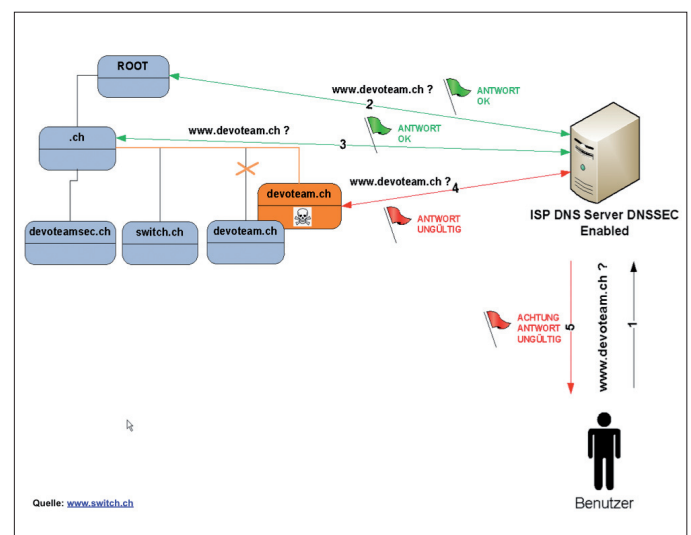 ROOT
www.devoteam.ch ?
2
ANTWORT
OK
.ch
www.devoteam.ch ?
3
ANTWORT
OK
www.devoteam.ch ?
4
devoteam.ch
ANTWORT
UNGÜLTIG
devoteamsec.ch
switch.ch
devoteam.ch
ISP DNS Server DNSSEC
Enabled
ACHTUNG
ANTWORT
UNGÜLTIG
5
www.devoteam.ch ?
1
Benutzer
Quelle: www.switch.ch